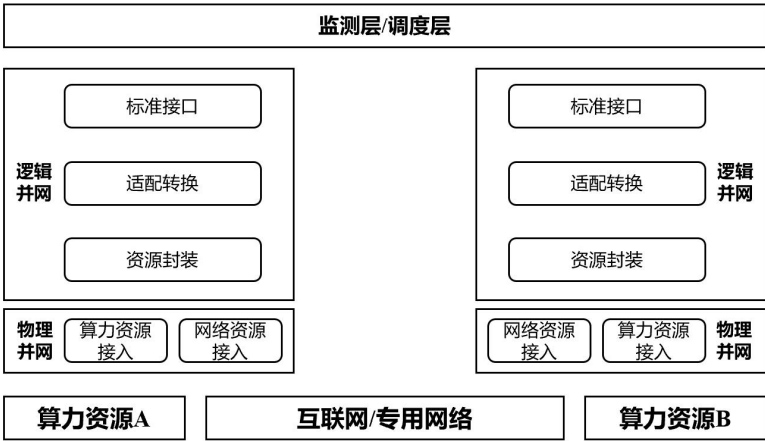 监测层/调度层
标准接口
逻辑
并网
适配转换
资源封装
标准接口
适配转换
逻辑
并网
资源封装
物理
并网
算力资源
接入
网络资源
接入
网络资源
接入
算力资源
接入
物理
并网
算力资源A
互联网/专用网络
算力资源B